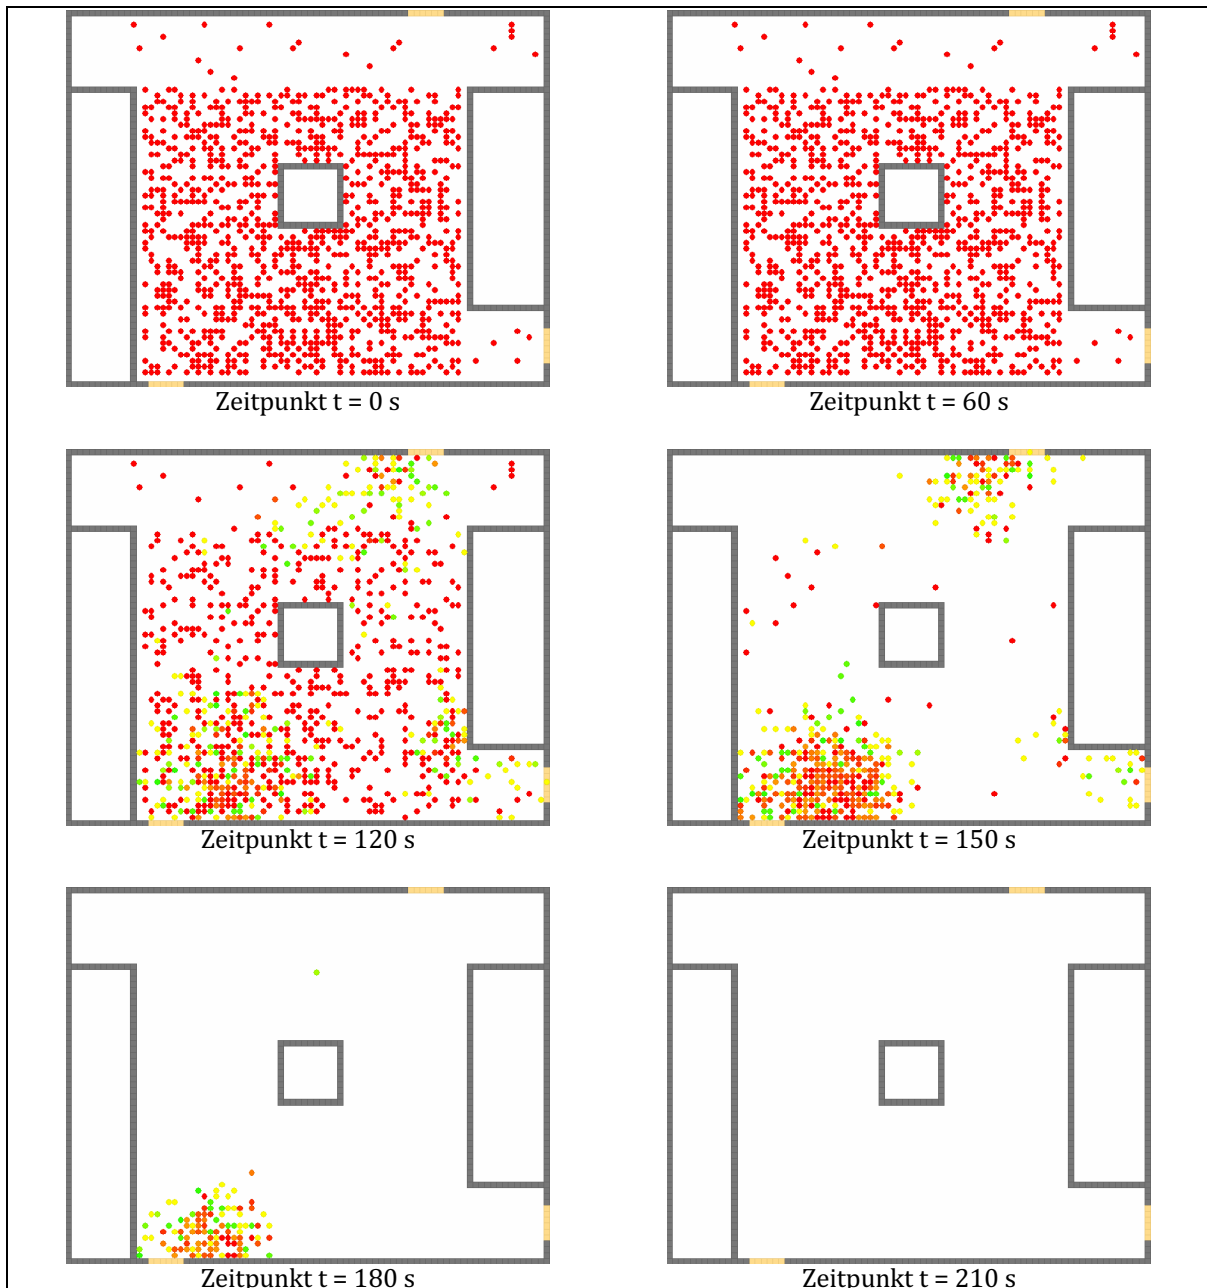 Zeitpunkt t = 0 s
Zeitpunkt t = 60 s
Zeitpunkt t = 120 s
Zeitpunkt t = 150 s
Zeitpunkt t = 180 s
Zeitpunkt t = 210 s